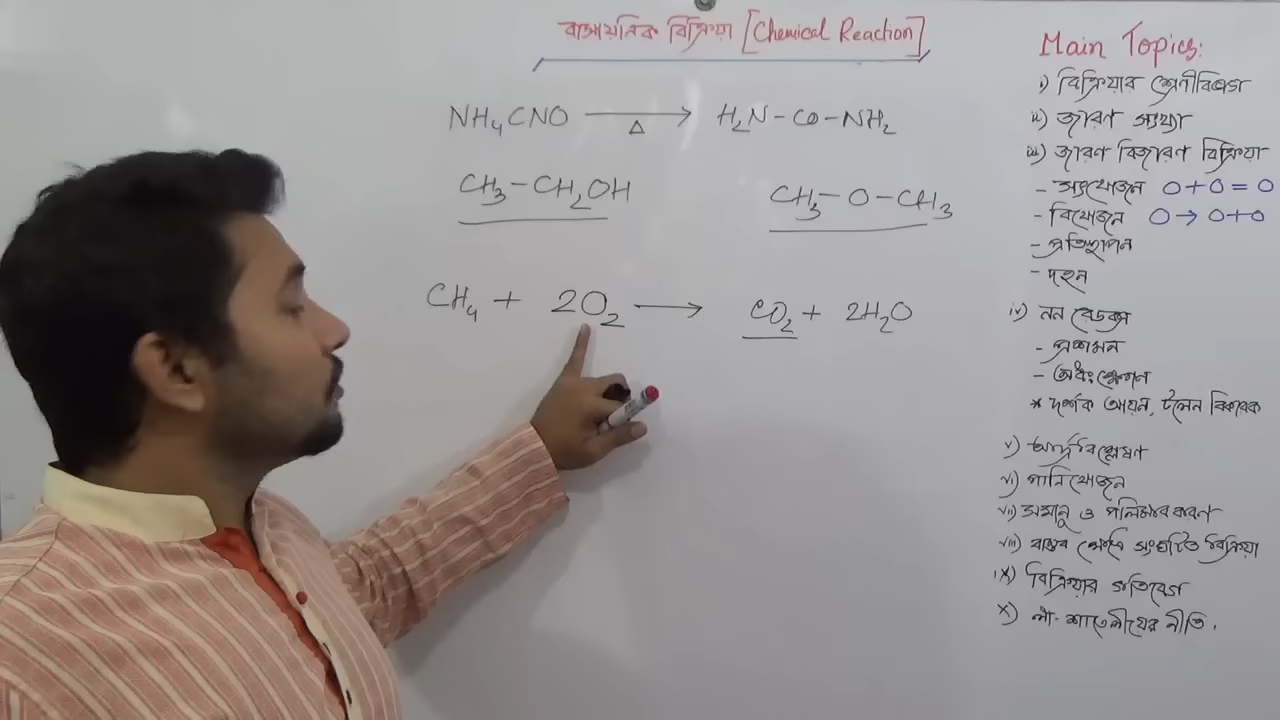 রাসায়নিক বিক্রিয়া [Chemical Reaction]
NH₄CNO —Δ→ H₂N-CO-NH₂
CH₃-CH₂OH CH₃-O-CH₃
CH₄ + 2O₂ → CO₂ + 2H₂O
Main Topics:
i) বিক্রিয়ার শ্রেণীবিভাগ
ii) জারণ সংখ্যা
iii) জারণ বিজারণ বিক্রিয়া
- সংযোজন O+O=O
- বিযোজন O→O+O
- প্রতিস্থাপন
- দহন
iv) নন রেডক্স
- প্রশমন
- অধঃক্ষেপণ
* দর্শক আয়ন, টলেন বিকারক
v) আর্দ্রবিশ্লেষণ
vi) পানিযোজন
vii) সমানু ও পলিমারকরণ
viii) বাস্তব ক্ষেত্রে সংঘটিত বিক্রিয়া
ix) বিক্রিয়ার গতিবেগ
x) লা-শাতেলীয়ের নীতি.